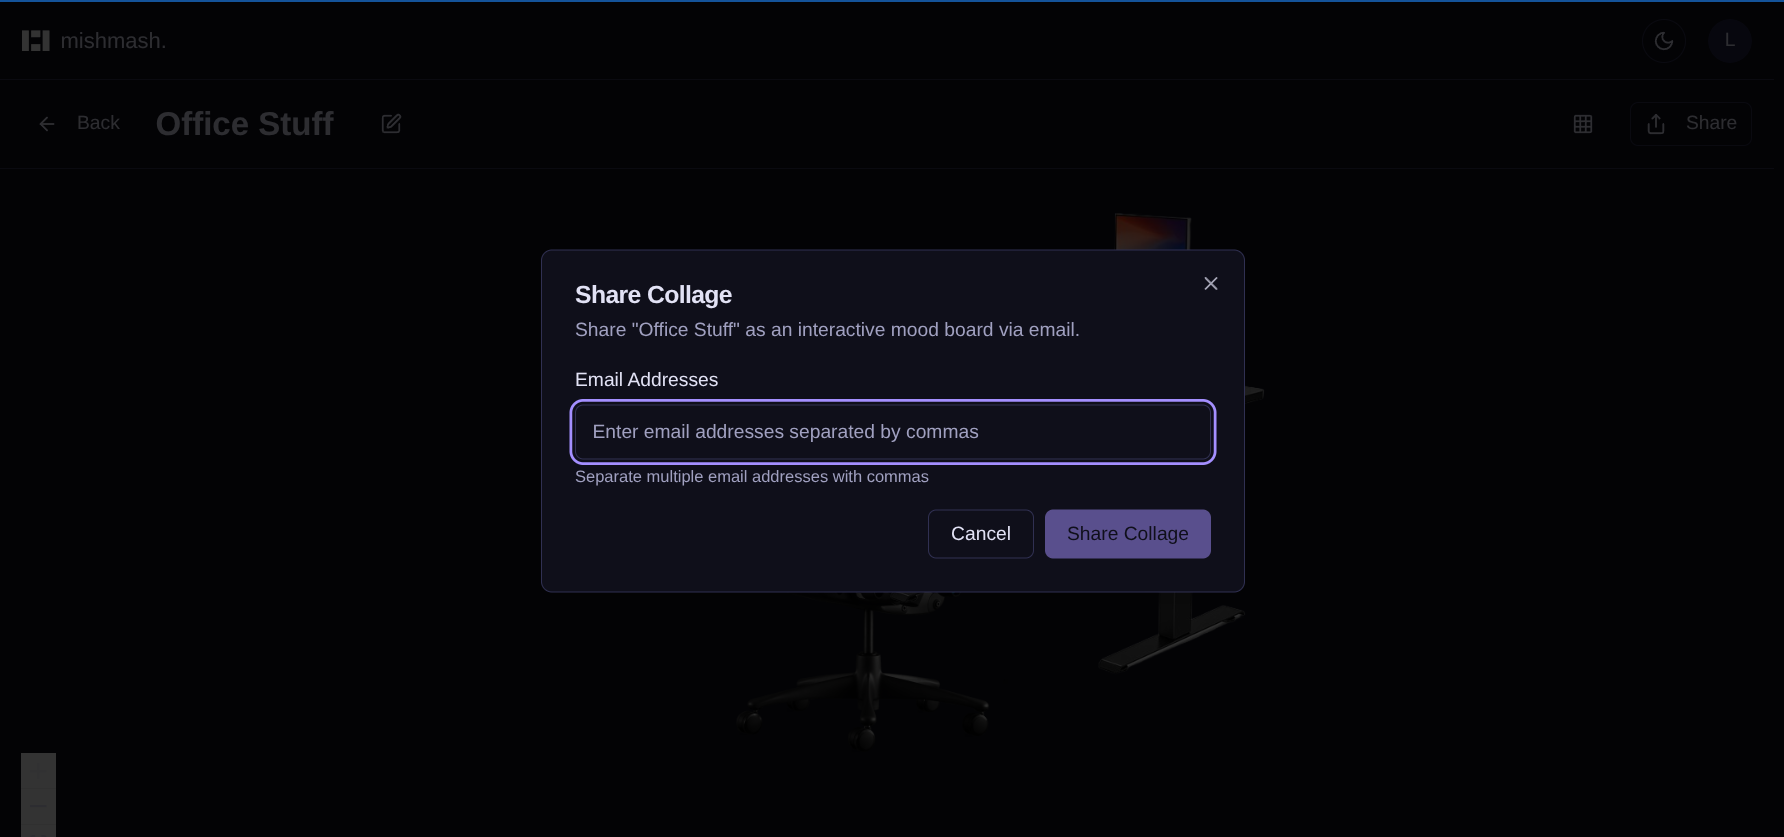 mishmash.
L
Back
Office Stuff
Share
Share Collage
Share "Office Stuff" as an interactive mood board via email.
Email Addresses
Enter email addresses separated by commas
Separate multiple email addresses with commas
Cancel
Share Collage